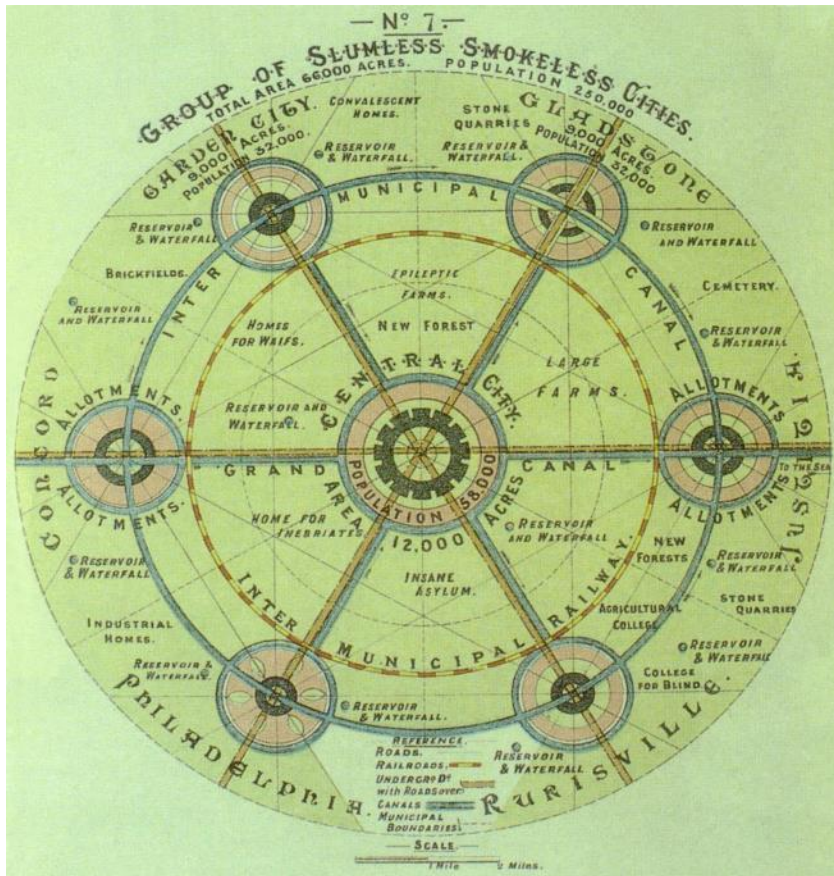 — Nº 7. —
GROUP OF SLUMLESS SMOKELESS CITIES.
TOTAL AREA 66,000 ACRES. POPULATION 250,000
GARDEN CITY.
9,000 ACRES.
POPULATION 32,000
CONVALESCENT
HOMES.
STONE
QUARRIES
GLADSTONE
9,000 ACRES.
POPULATION
32,000
RESERVOIR
& WATERFALL.
RESERVOIR &
WATERFALL.
INTER MUNICIPAL CANAL
RESERVOIR
& WATERFALL
RESERVOIR
AND WATERFALL
BRICKFIELDS.
EPILEPTIC
FARMS.
CEMETERY.
RESERVOIR
AND WATERFALL
HOMES
FOR WAIFS.
NEW FOREST
RESERVOIR
& WATERFALL
LARGE
FARMS.
CONCORD
ALLOTMENTS.
CENTRAL CITY.
ALLOTMENTS
JUSTITIA
RESERVOIR AND
WATERFALL.
GRAND CANAL
TO THE SEA
POPULATION 58,000
AREA 12,000 ACRES
ALLOTMENTS.
ALLOTMENTS
HOME FOR
INEBRIATES
RESERVOIR
AND WATERFALL
NEW
FORESTS
RESERVOIR
& WATERFALL
RESERVOIR
& WATERFALL
INSANE
ASYLUM.
STONE
QUARRIES
INTER MUNICIPAL RAILWAY.
AGRICULTURAL
COLLEGE
INDUSTRIAL
HOMES.
RESERVOIR
& WATERFALL
RESERVOIR &
WATERFALL.
COLLEGE
FOR BLIND.
RESERVOIR
& WATERFALL.
PHILADELPHIA.
RURISVILLE.
REFERENCE.
ROADS.
RAILROADS.
UNDERGRO.Dº
with ROADS over
CANALS
MUNICIPAL
BOUNDARIES
RESERVOIR
& WATERFALL
— SCALE. —
1 MILE 2 MILES.